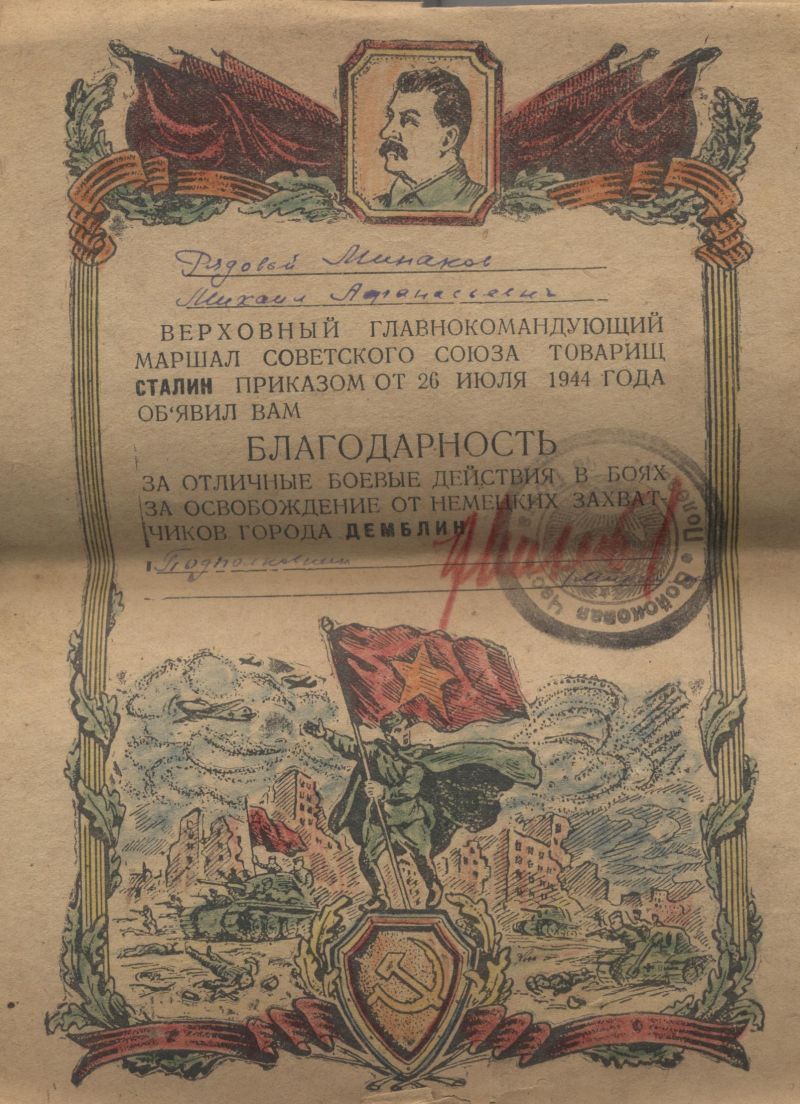 Рядовой Минаков
Михаил Афанасьевич
ВЕРХОВНЫЙ ГЛАВНОКОМАНДУЮЩИЙ
МАРШАЛ СОВЕТСКОГО СОЮЗА ТОВАРИЩ
СТАЛИН ПРИКАЗОМ ОТ 26 ИЮЛЯ 1944 ГОДА
ОБ‘ЯВИЛ ВАМ
БЛАГОДАРНОСТЬ
ЗА ОТЛИЧНЫЕ БОЕВЫЕ ДЕЙСТВИЯ В БОЯХ
ЗА ОСВОБОЖДЕНИЕ ОТ НЕМЕЦКИХ ЗАХВАТ-
ЧИКОВ ГОРОДА ДЕМБЛИН
Подполковник
Войсковая